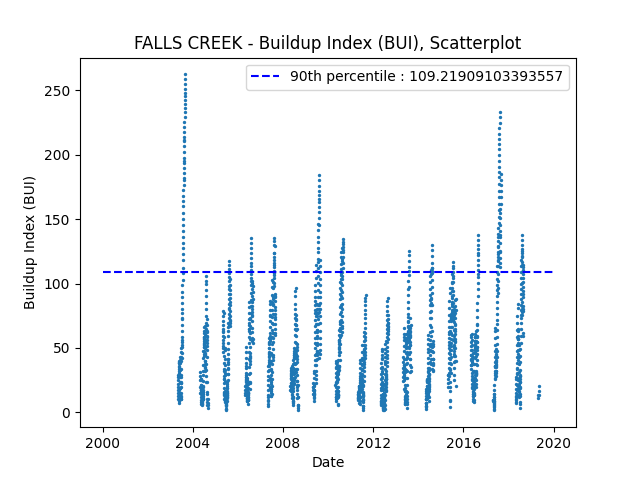 FALLS CREEK - Buildup Index (BUI), Scatterplot
90th percentile : 109.21909103393557
250
200
150
100
50
0
Buildup Index (BUI)
2000 2004 2008 2012 2016 2020
Date